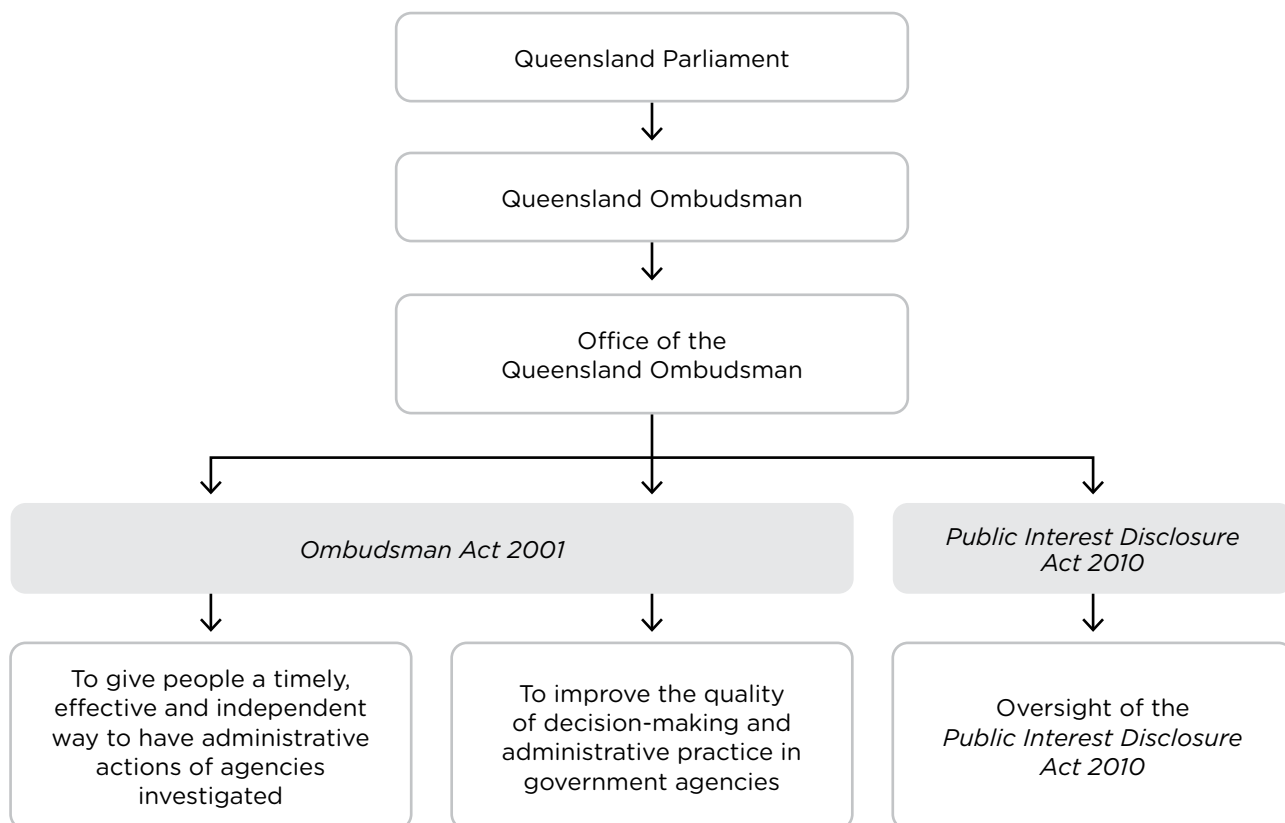 Queensland Parliament
Queensland Ombudsman
Office of the
Queensland Ombudsman
Ombudsman Act 2001
Public Interest Disclosure
Act 2010
To give people a timely,
effective and independent
way to have administrative
actions of agencies
investigated
To improve the quality
of decision-making and
administrative practice in
government agencies
Oversight of the
Public Interest Disclosure
Act 2010